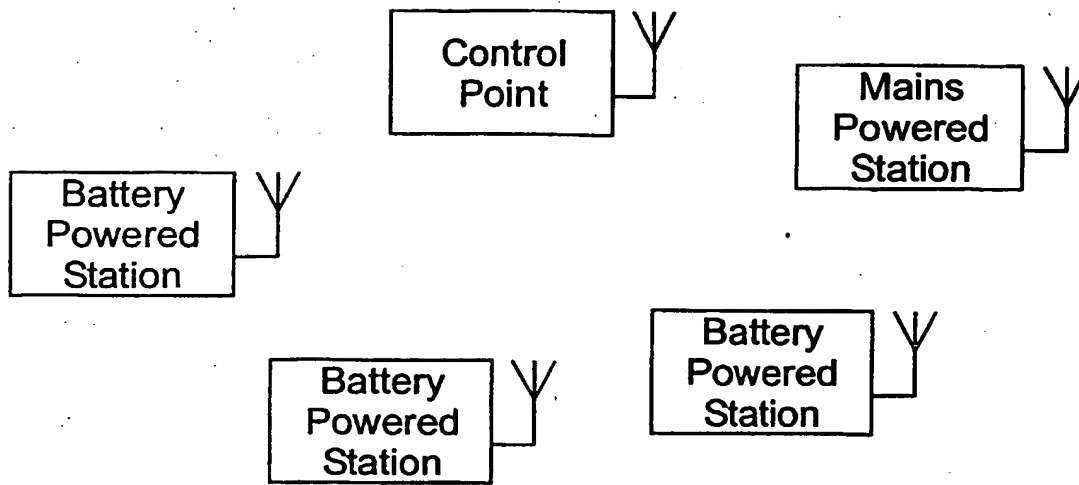 Control
Point
Mains
Powered
Station
Battery
Powered
Station
Battery
Powered
Station
Battery
Powered
Station